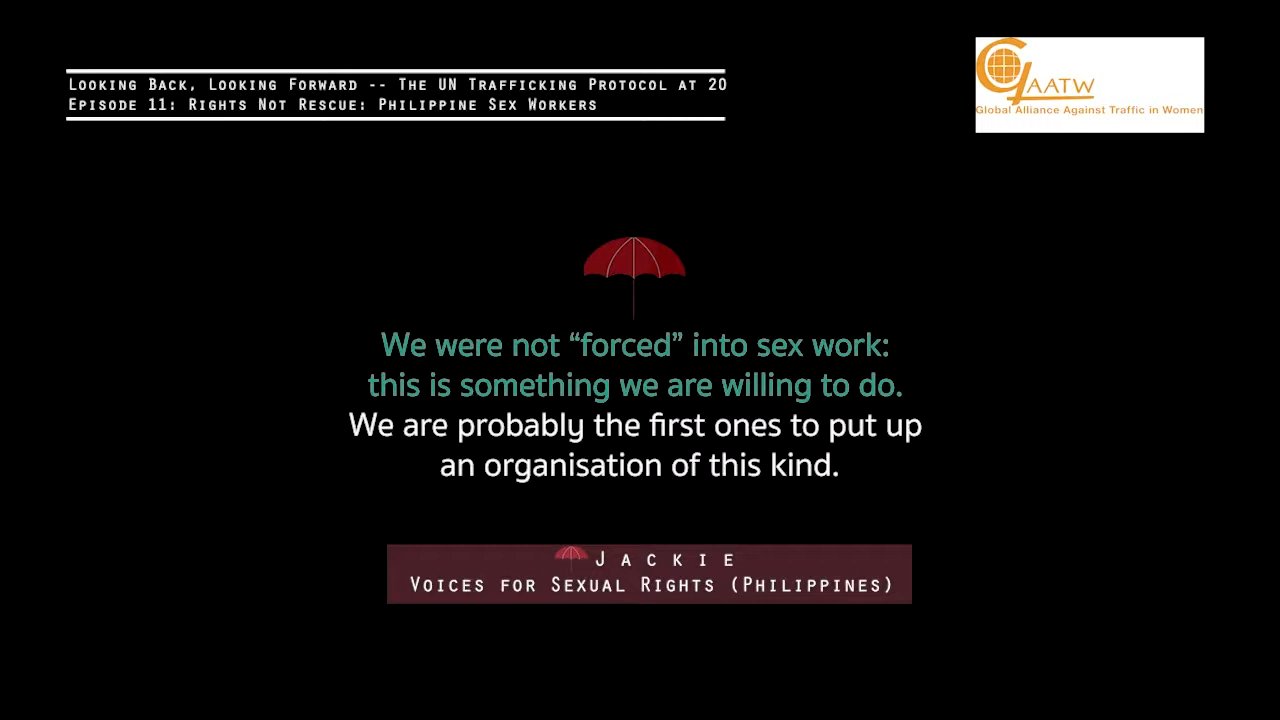 Looking Back, Looking Forward -- The UN Trafficking Protocol at 20
Episode 11: Rights Not Rescue: Philippine Sex Workers
GAATW
Global Alliance Against Traffic in Women
We were not “forced” into sex work:
this is something we are willing to do.
We are probably the first ones to put up
an organisation of this kind.
Jackie
Voices for Sexual Rights (Philippines)